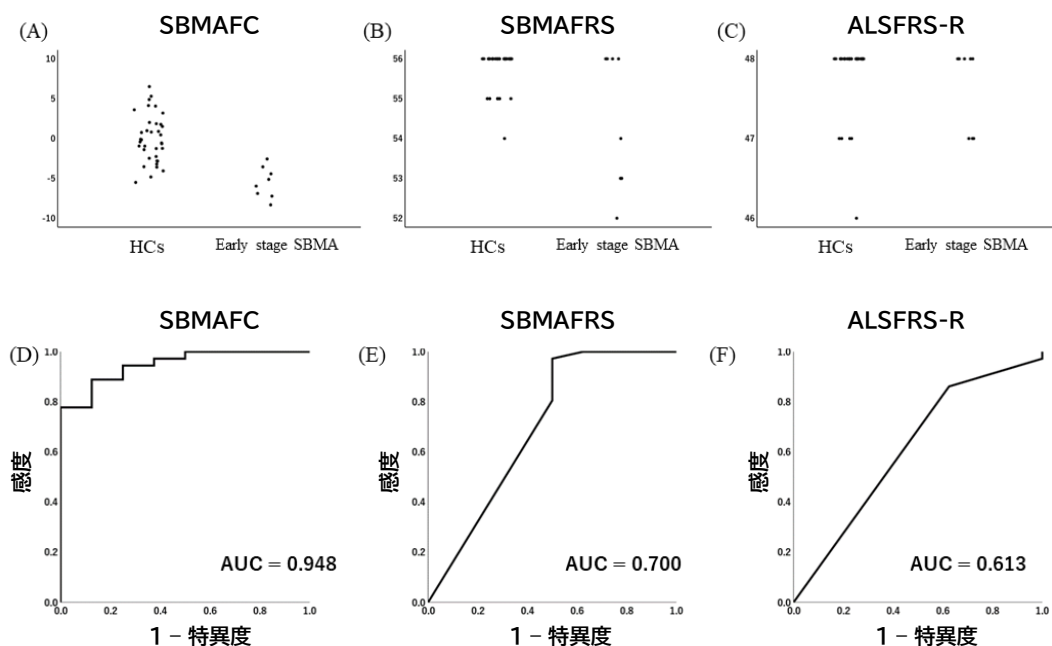 SBMAFC
SBMAFRS
ALSFRS-R
(A)
(B)
(C)
10
5
0
-5
-10
56
55
54
53
52
48
47
46
HCs
Early stage SBMA
HCs
Early stage SBMA
HCs
Early stage SBMA
SBMAFC
SBMAFRS
ALSFRS-R
(D)
(E)
(F)
1.0
0.8
0.6
0.4
0.2
0.0
感度
AUC = 0.948
0.0 0.2 0.4 0.6 0.8 1.0
1 − 特異度
1.0
0.8
0.6
0.4
0.2
0.0
感度
AUC = 0.700
0.0 0.2 0.4 0.6 0.8 1.0
1 − 特異度
1.0
0.8
0.6
0.4
0.2
0.0
感度
AUC = 0.613
0.0 0.2 0.4 0.6 0.8 1.0
1 − 特異度